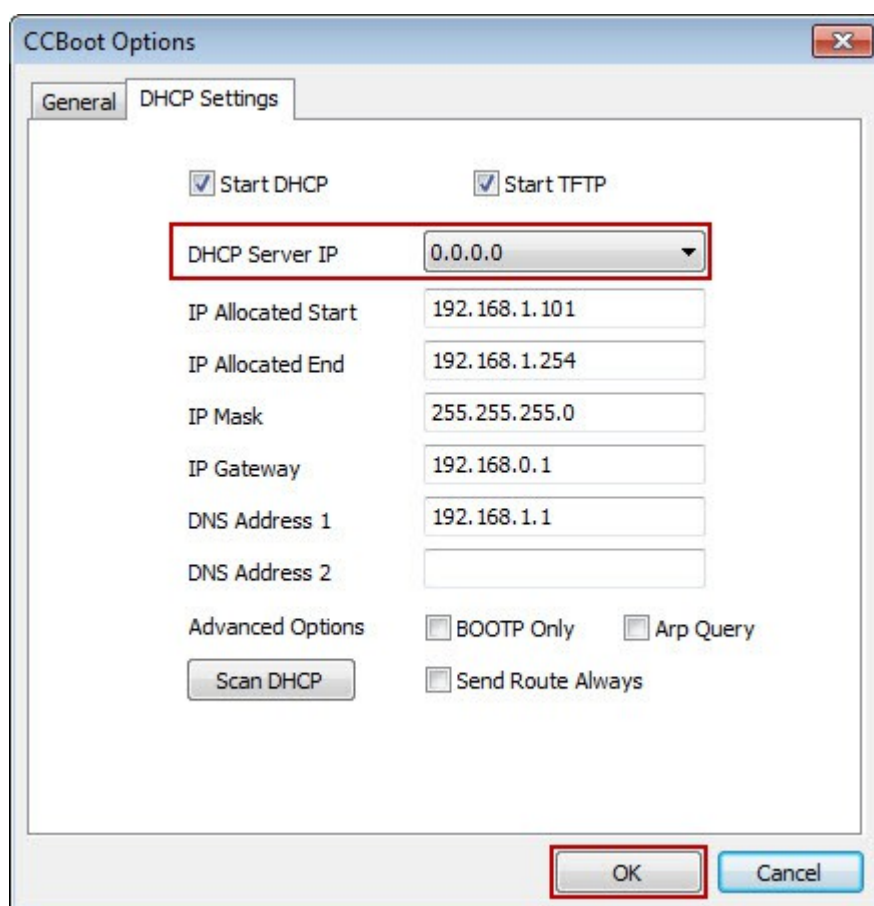 CCBoot Options
General DHCP Settings
Start DHCP Start TFTP
DHCP Server IP 0.0.0.0
IP Allocated Start 192.168.1.101
IP Allocated End 192.168.1.254
IP Mask 255.255.255.0
IP Gateway 192.168.0.1
DNS Address 1 192.168.1.1
DNS Address 2
Advanced Options BOOTP Only Arp Query
Scan DHCP Send Route Always
OK Cancel